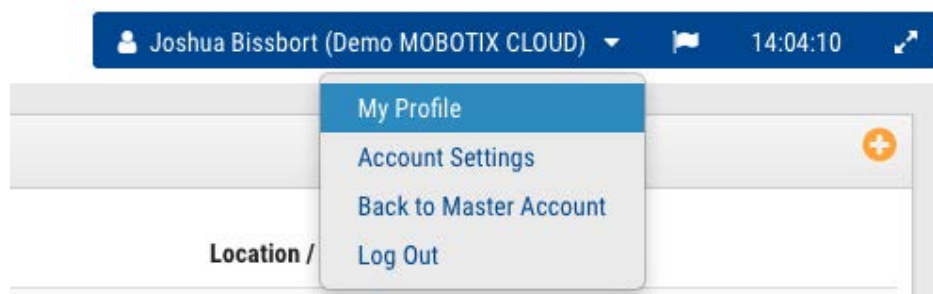 Joshua Bissbort (Demo MOBOTIX CLOUD) 14:04:10
My Profile
Account Settings
Back to Master Account
Location /
Log Out